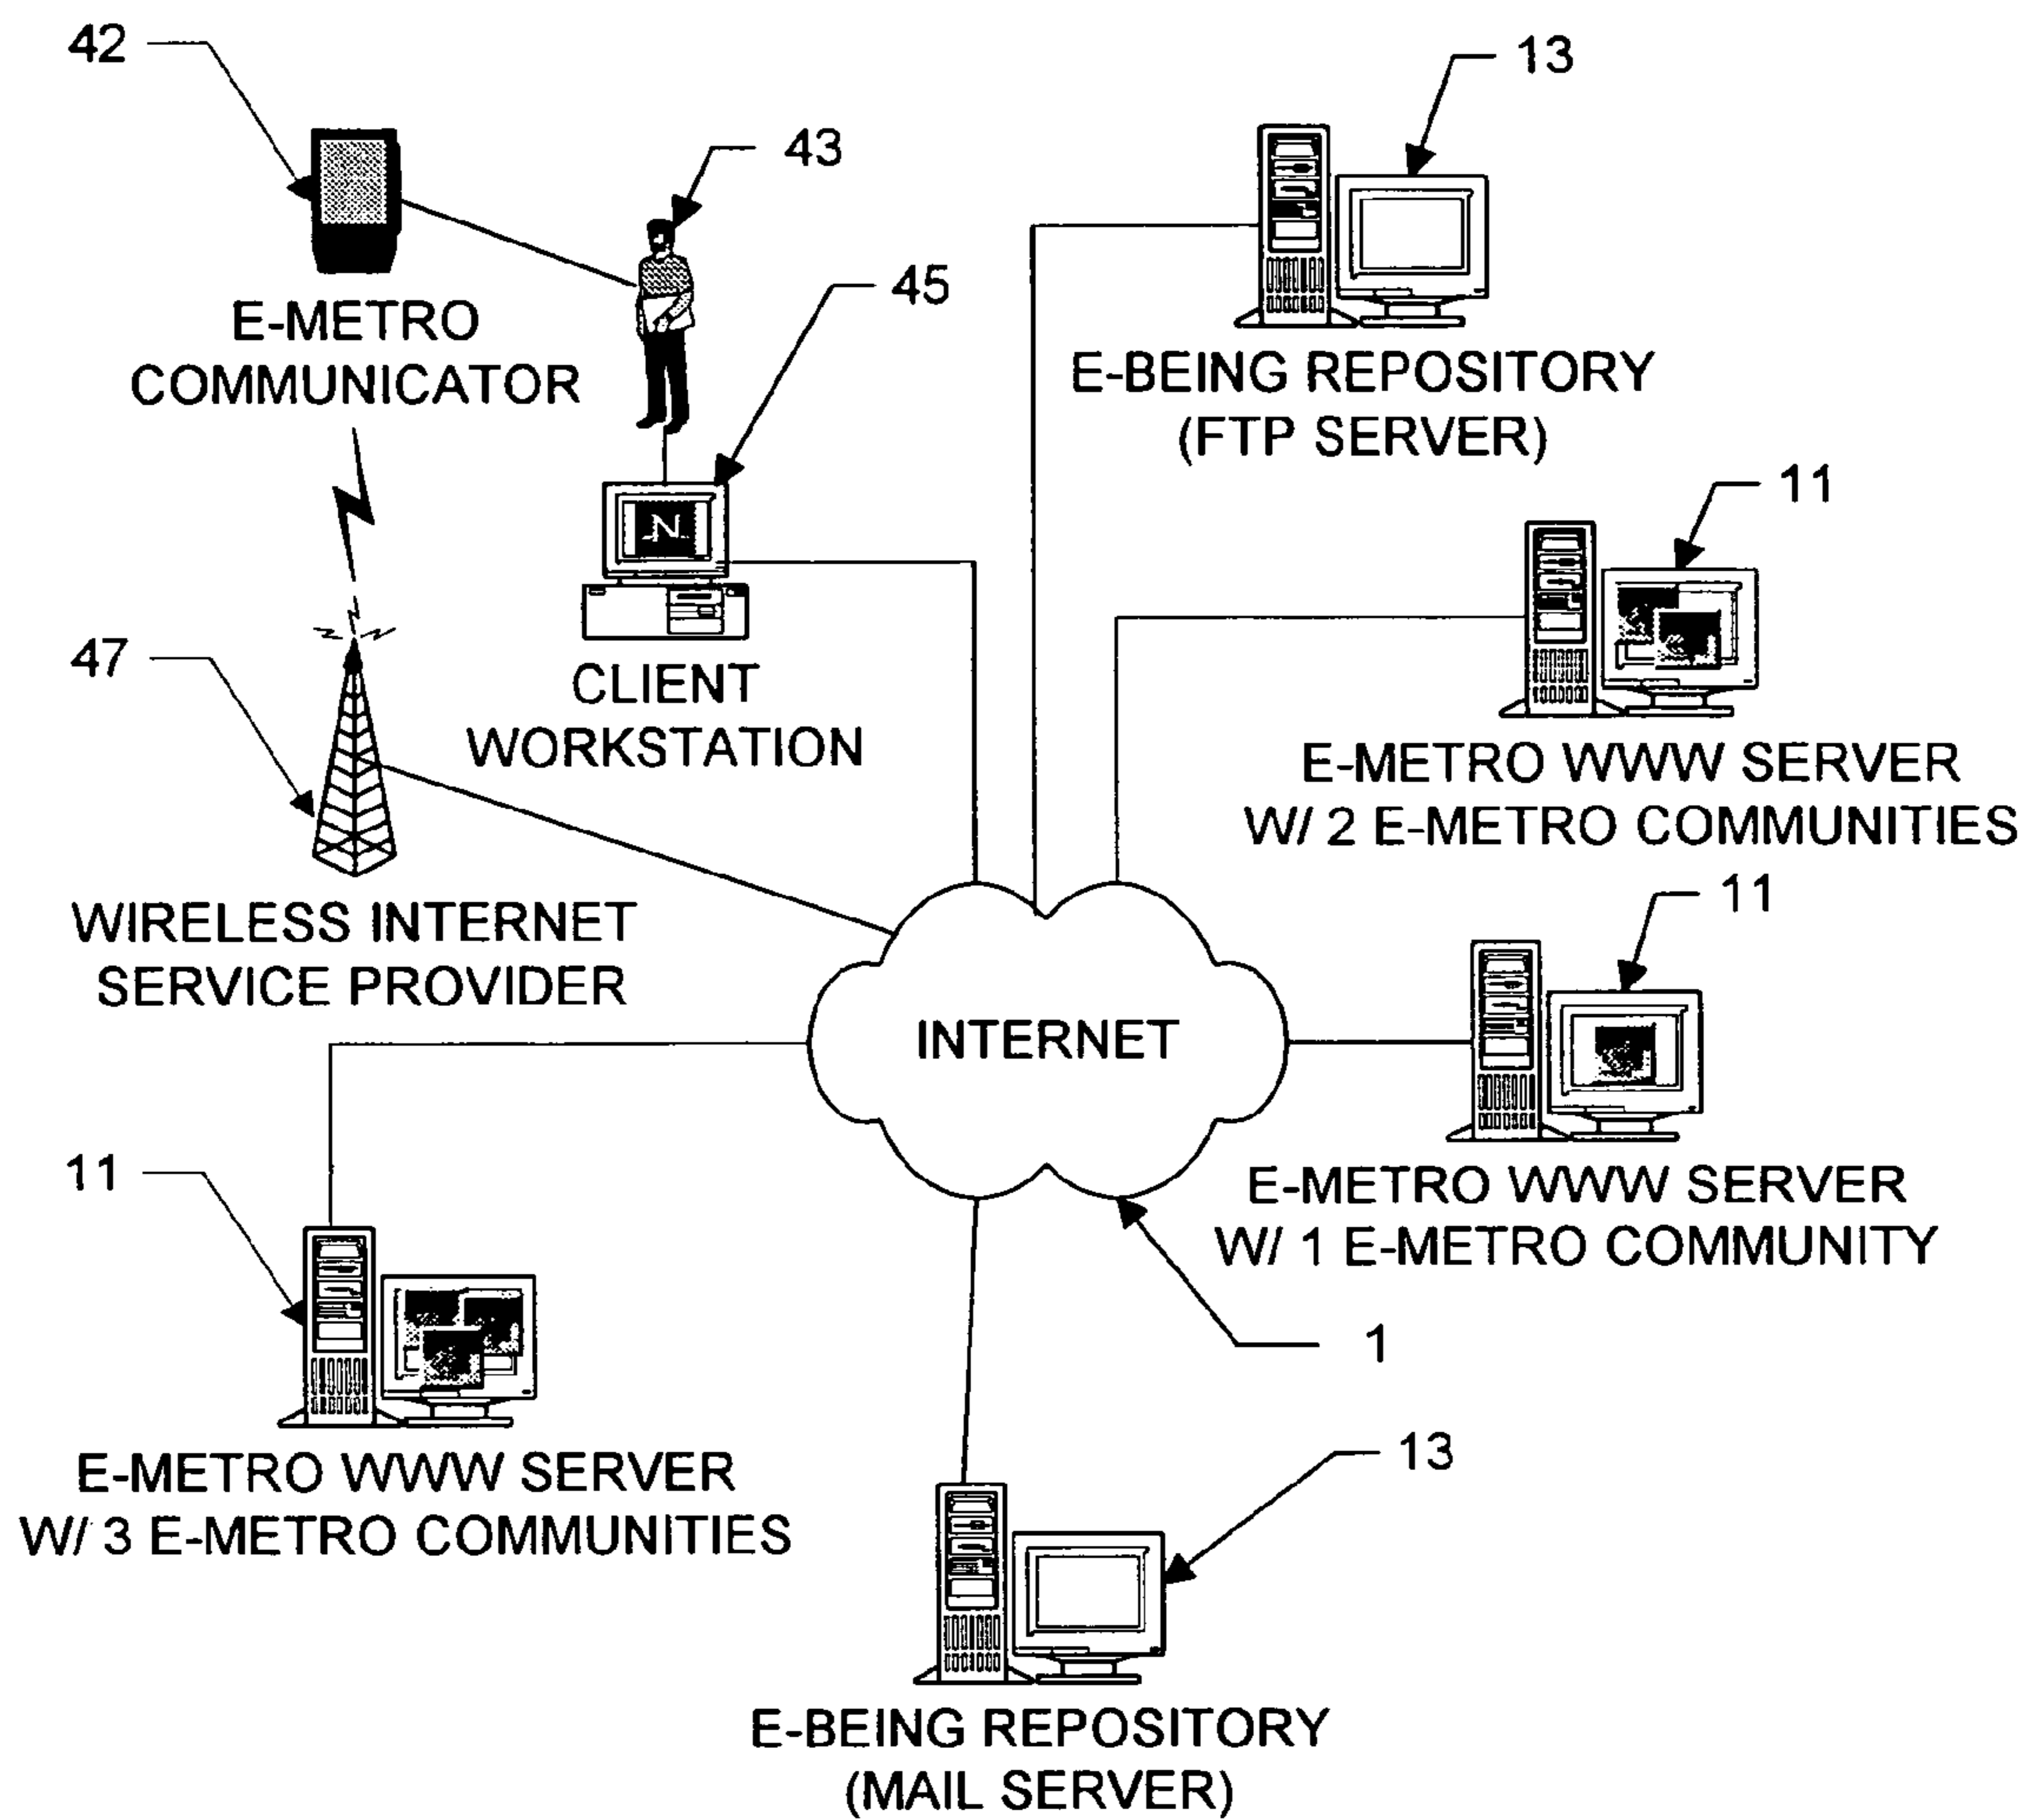 42
13
43
45
E-METRO
COMMUNICATOR
E-BEING REPOSITORY
(FTP SERVER)
11
N
47
CLIENT
WORKSTATION
E-METRO WWW SERVER
W/ 2 E-METRO COMMUNITIES
11
WIRELESS INTERNET
SERVICE PROVIDER
INTERNET
11
E-METRO WWW SERVER
W/ 1 E-METRO COMMUNITY
1
E-METRO WWW SERVER
W/ 3 E-METRO COMMUNITIES
13
E-BEING REPOSITORY
(MAIL SERVER)